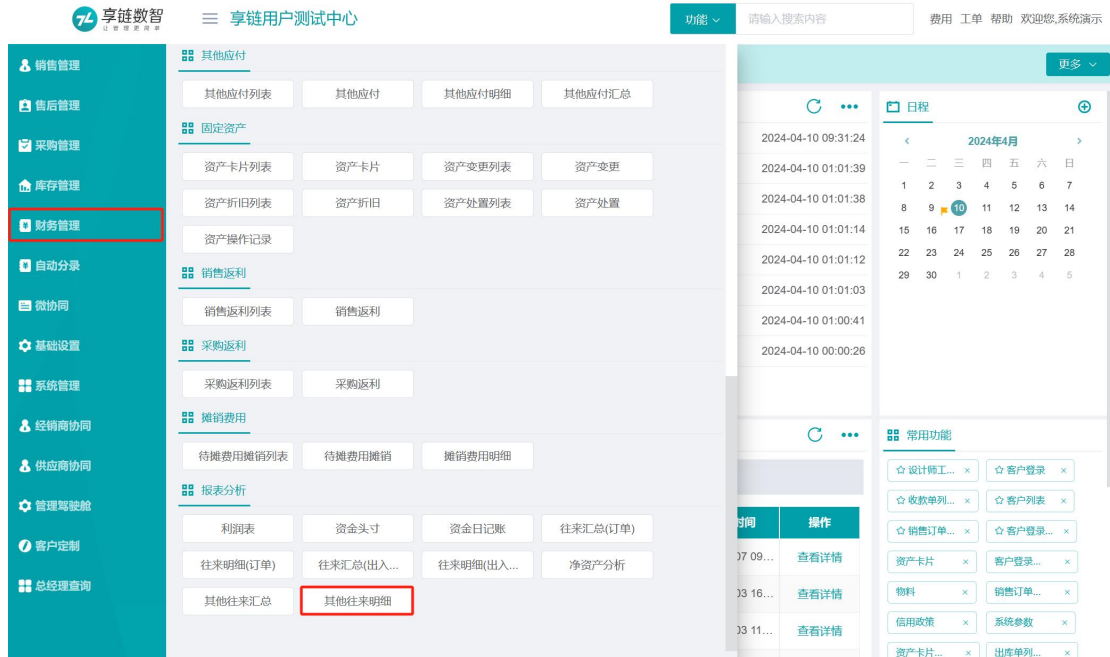 享链数智
让管理更简单
享链用户测试中心
功能
请输入搜索内容
费用 工单 帮助 欢迎您,系统演示
销售管理
售后管理
采购管理
库存管理
财务管理
自动分录
微协同
基础设置
系统管理
经销商协同
供应商协同
管理驾驶舱
客户定制
总经理查询
其他应付
其他应付列表 其他应付 其他应付明细 其他应付汇总
固定资产
资产卡片列表 资产卡片 资产变更列表 资产变更
资产折旧列表 资产折旧 资产处置列表 资产处置
资产操作记录
销售返利
销售返利列表 销售返利
采购返利
采购返利列表 采购返利
摊销费用
待摊费用摊销列表 待摊费用摊销 摊销费用明细
报表分析
利润表 资金头寸 资金日记账 往来汇总(订单)
往来明细(订单) 往来汇总(出入... 往来明细(出入... 净资产分析
其他往来汇总 其他往来明细
更多
2024-04-10 09:31:24
2024-04-10 01:01:39
2024-04-10 01:01:38
2024-04-10 01:01:14
2024-04-10 01:01:12
2024-04-10 01:01:03
2024-04-10 01:00:41
2024-04-10 00:00:26
时间 操作
07 09... 查看详情
03 16... 查看详情
03 11... 查看详情
日程
2024年4月
一 二 三 四 五 六 日
1 2 3 4 5 6 7
8 9 10 11 12 13 14
15 16 17 18 19 20 21
22 23 24 25 26 27 28
29 30 1 2 3 4 5
常用功能
设计师工... × 客户登录 ×
收款单列... × 客户列表 ×
销售订单... × 客户登录... ×
资产卡片 × 客户登录... ×
物料 × 销售订单... ×
信用政策 × 系统参数 ×
资产卡片... × 出库单列... ×